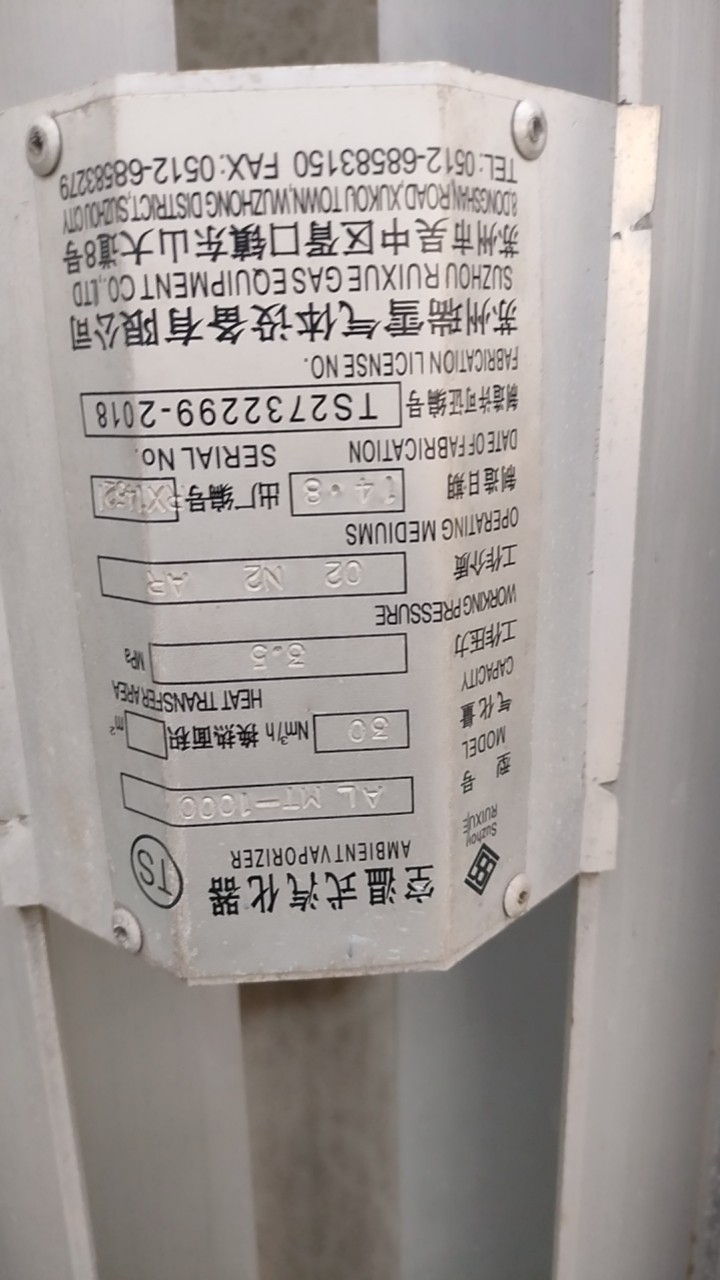 Suzhou
RUIXUE
空温式汽化器
AMBIENT VAPORIZER
TS
型号 AL MT-1000
MODEL
气化量 30 Nm³/h 换热面积 m²
CAPACITY HEAT TRANSFER AREA
工作压力 3.5 MPa
WORKING PRESSURE
工作介质 O2 N2 AR
OPERATING MEDIUMS
制造日期 14.8 出厂编号
DATE OF FABRICATION SERIAL No.
制造许可证编号 TS2732299-2018
FABRICATION LICENSE NO.
苏州瑞雪气体设备有限公司
SUZHOU RUIXUE GAS EQUIPMENT CO.,LTD
苏州市吴中区胥口镇东山大道8号
8,DONGSHAN,ROAD,XUKOU TOWN,WUZHONG DISTRICT,SUZHOU CITY
TEL:0512-68583150 FAX:0512-68583279